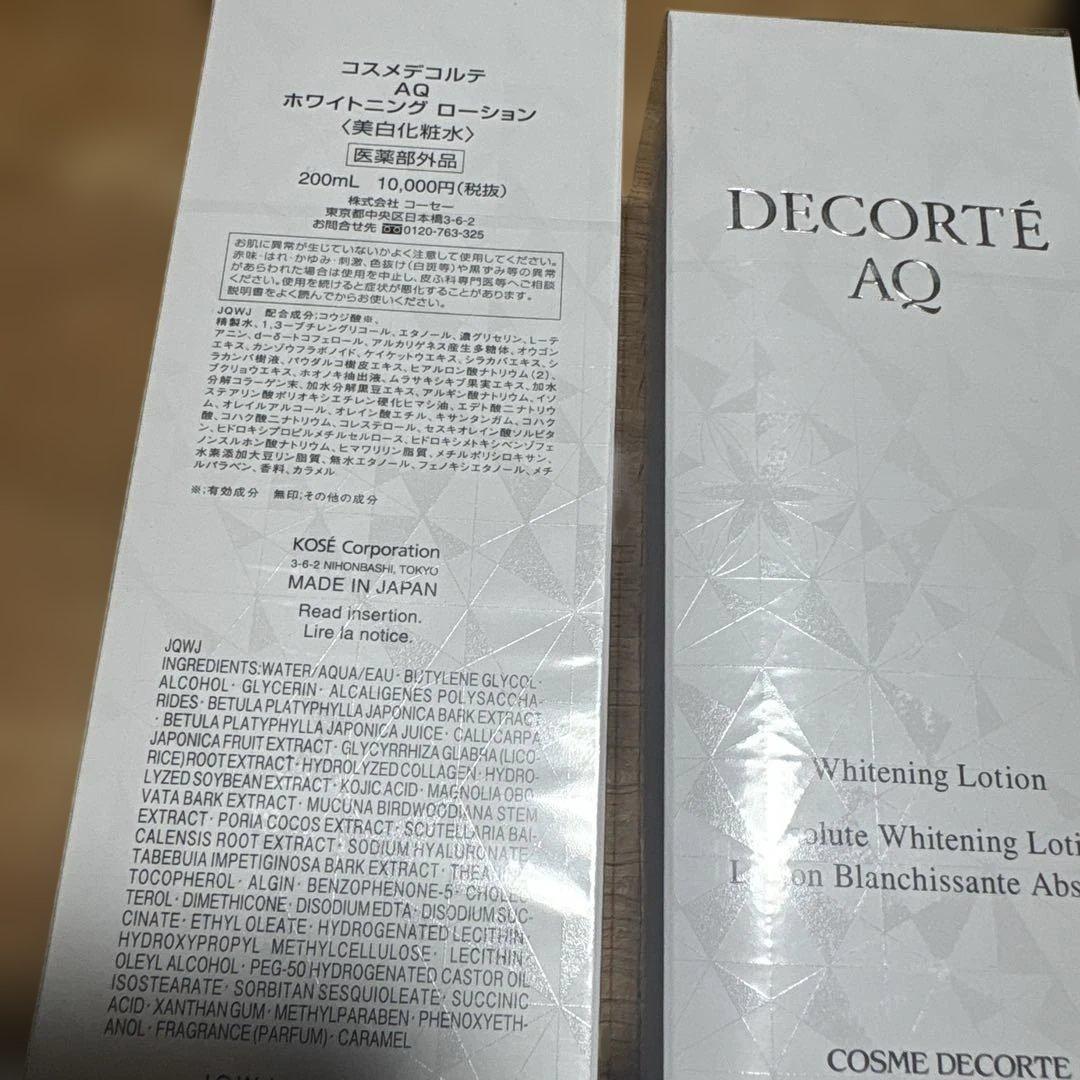 コスメデコルテ
AQ
ホワイトニング ローション
〈美白化粧水〉
医薬部外品
200mL 10,000円(税抜)
株式会社 コーセー
東京都中央区日本橋3-6-2
お問合せ先 0120-763-325
お肌に異常が生じていないかよく注意して使用してください。
赤味・はれ・かゆみ・刺激、色抜け(白斑等)や黒ずみ等の異常
があらわれた場合は使用を中止し、皮ふ科専門医等へご相談
ください。使用を続けると症状が悪化することがあります。
説明書をよく読んでからお使いください。
JQWJ 配合成分;コウジ酸※、
精製水、1,3-ブチレングリコール、エタノール、濃グリセリン、L-テ
アニン、d-δ-トコフェロール、アルカリゲネス産生多糖体、オウゴン
エキス、カンゾウフラボノイド、ケイケットウエキス、シラカバエキス、シ
ラカンバ樹液、パウダルコ樹皮エキス、ヒアルロン酸ナトリウム(2)、
ブクリョウエキス、ホオノキ抽出液、ムラサキシキブ果実エキス、加水
分解コラーゲン末、加水分解黒豆エキス、アルギン酸ナトリウム、イソ
ステアリン酸ポリオキシエチレン硬化ヒマシ油、エデト酸二ナトリウ
ム、オレイルアルコール、オレイン酸エチル、キサンタンガム、コハク
酸、コハク酸二ナトリウム、コレステロール、セスキオレイン酸ソルビタ
ン、ヒドロキシプロピルメチルセルロース、ヒドロキシメトキシベンゾフェ
ノンスルホン酸ナトリウム、ヒマワリリン脂質、メチルポリシロキサン、
水素添加大豆リン脂質、無水エタノール、フェノキシエタノール、メチ
ルパラベン、香料、カラメル
※;有効成分 無印;その他の成分
KOSÉ Corporation
3-6-2 NIHONBASHI, TOKYO
MADE IN JAPAN
Read insertion.
Lire la notice.
JQWJ
INGREDIENTS:WATER/AQUA/EAU · BUTYLENE GLYCOL ·
ALCOHOL · GLYCERIN · ALCALIGENES POLYSACCHA-
RIDES · BETULA PLATYPHYLLA JAPONICA BARK EXTRACT
· BETULA PLATYPHYLLA JAPONICA JUICE · CALLICARPA
JAPONICA FRUIT EXTRACT · GLYCYRRHIZA GLABRA (LICO-
RICE) ROOT EXTRACT · HYDROLYZED COLLAGEN · HYDRO-
LYZED SOYBEAN EXTRACT · KOJIC ACID · MAGNOLIA OBO-
VATA BARK EXTRACT · MUCUNA BIRDWOODIANA STEM
EXTRACT · PORIA COCOS EXTRACT · SCUTELLARIA BAI-
CALENSIS ROOT EXTRACT · SODIUM HYALURONATE
TABEBUIA IMPETIGINOSA BARK EXTRACT ·
TOCOPHEROL · ALGIN · BENZOPHENONE-5 · CHOLES-
TEROL · DIMETHICONE · DISODIUM EDTA · DISODIUM SUC-
CINATE · ETHYL OLEATE · HYDROGENATED LECITHIN
HYDROXYPROPYL METHYLCELLULOSE · LECITHIN ·
OLEYL ALCOHOL · PEG-50 HYDROGENATED CASTOR OIL
ISOSTEARATE · SORBITAN SESQUIOLEATE · SUCCINIC
ACID · XANTHAN GUM · METHYLPARABEN · PHENOXYETH-
ANOL · FRAGRANCE (PARFUM) · CARAMEL
DECORTÉ
AQ
Whitening Lotion
Whitening
Blanchissante
COSME DECORTE